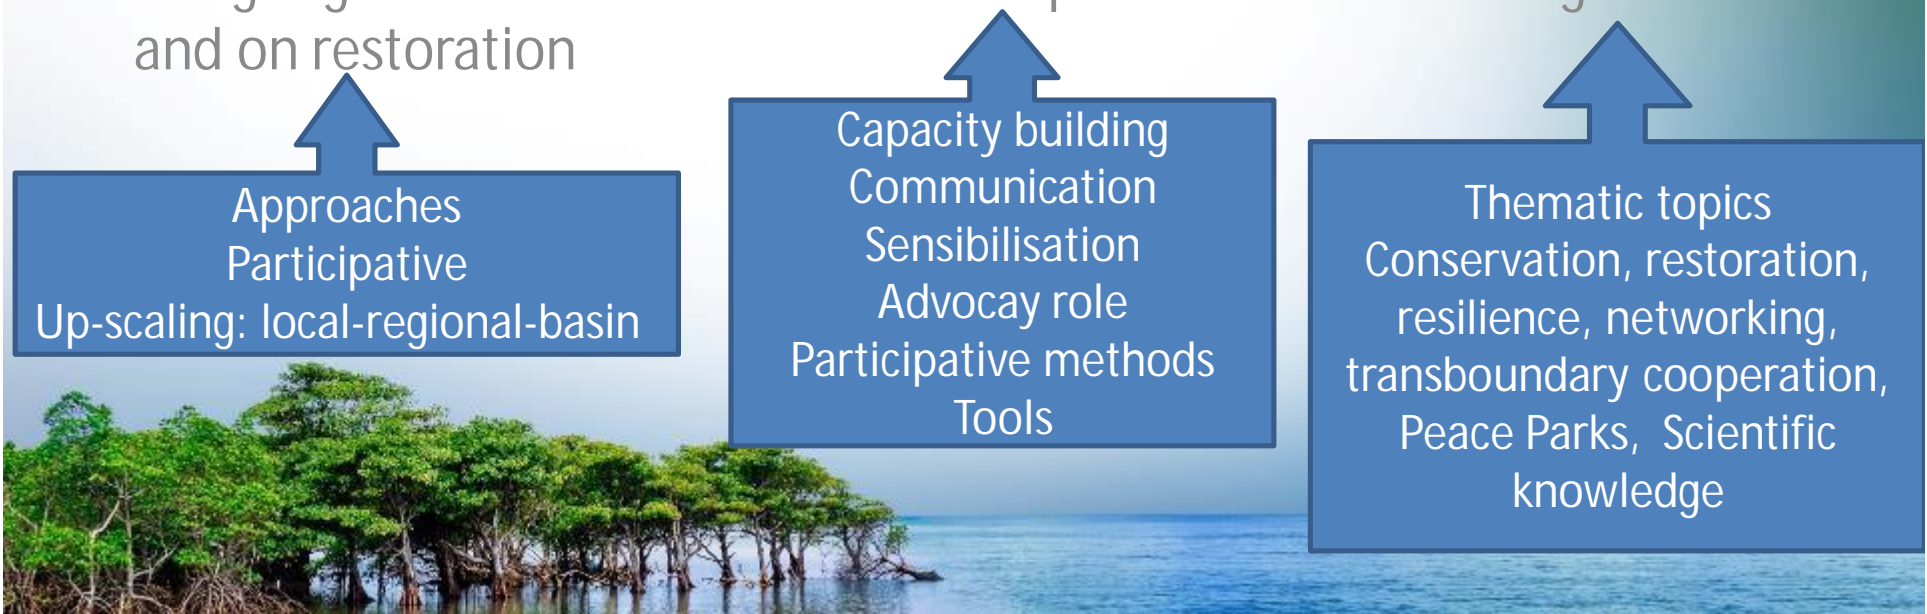 and on restoration
Approaches
Participative
Up-scaling: local-regional-basin
Capacity building
Communication
Sensibilisation
Advocay role
Participative methods
Tools
Thematic topics
Conservation, restoration,
resilience, networking,
transboundary cooperation,
Peace Parks, Scientific
knowledge